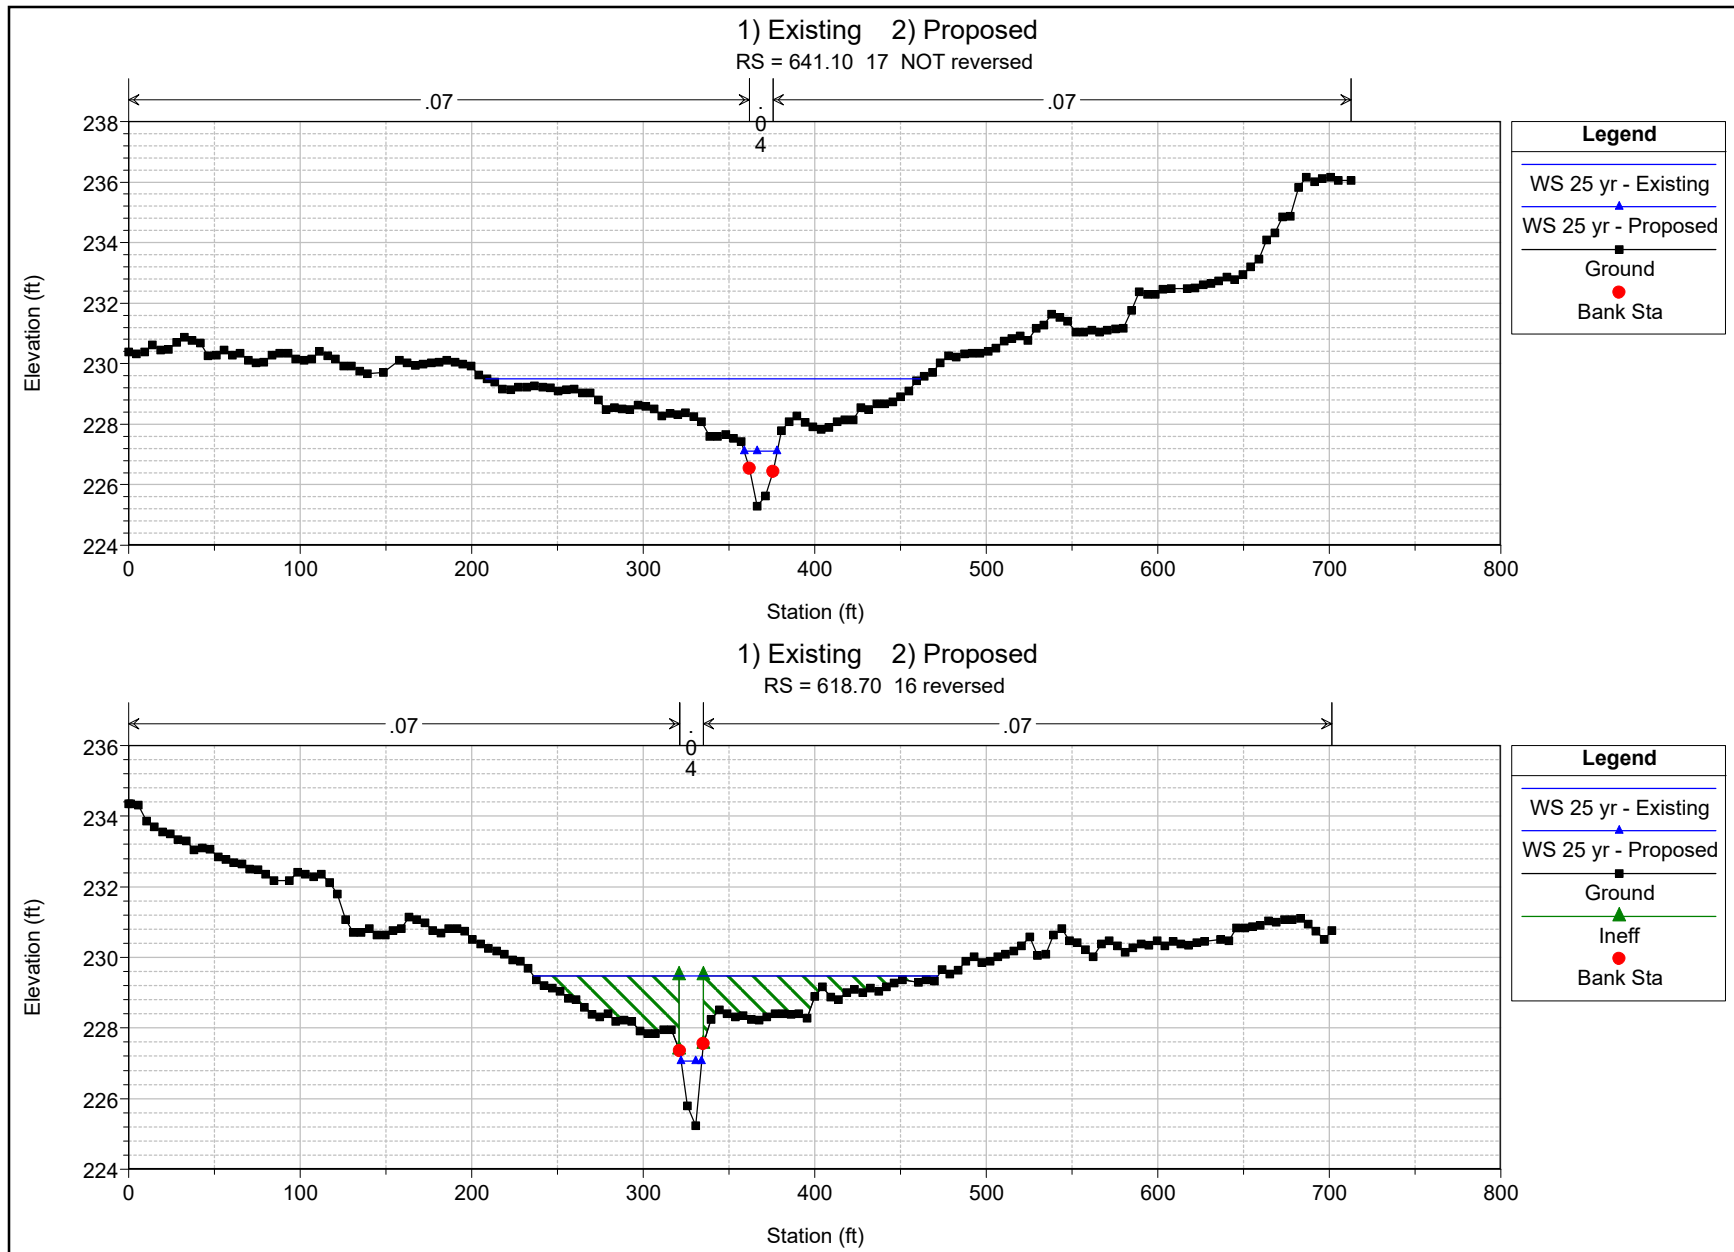 1) Existing    2) Proposed
RS = 641.10  17  NOT reversed
.07
.04
.07
238
236
234
232
230
228
226
224
Elevation (ft)
0 100 200 300 400 500 600 700 800
Station (ft)
Legend
WS 25 yr - Existing
WS 25 yr - Proposed
Ground
Bank Sta
1) Existing    2) Proposed
RS = 618.70  16 reversed
.07
.04
.07
236
234
232
230
228
226
224
Elevation (ft)
0 100 200 300 400 500 600 700 800
Station (ft)
Legend
WS 25 yr - Existing
WS 25 yr - Proposed
Ground
Ineff
Bank Sta